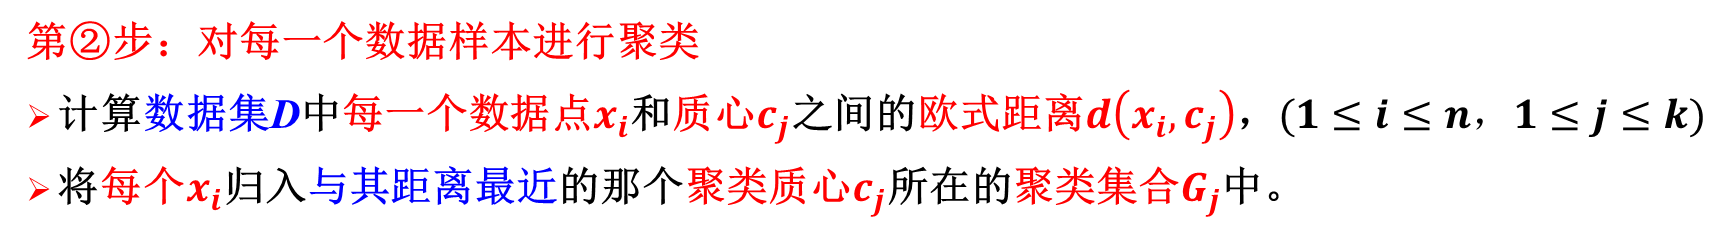 第②步：对每一个数据样本进行聚类
➢计算数据集D中每一个数据点xᵢ和质心cⱼ之间的欧式距离d(xᵢ, cⱼ)，(1 ≤ i ≤ n，1 ≤ j ≤ k)
➢将每个xᵢ归入与其距离最近的那个聚类质心cⱼ所在的聚类集合Gⱼ中。